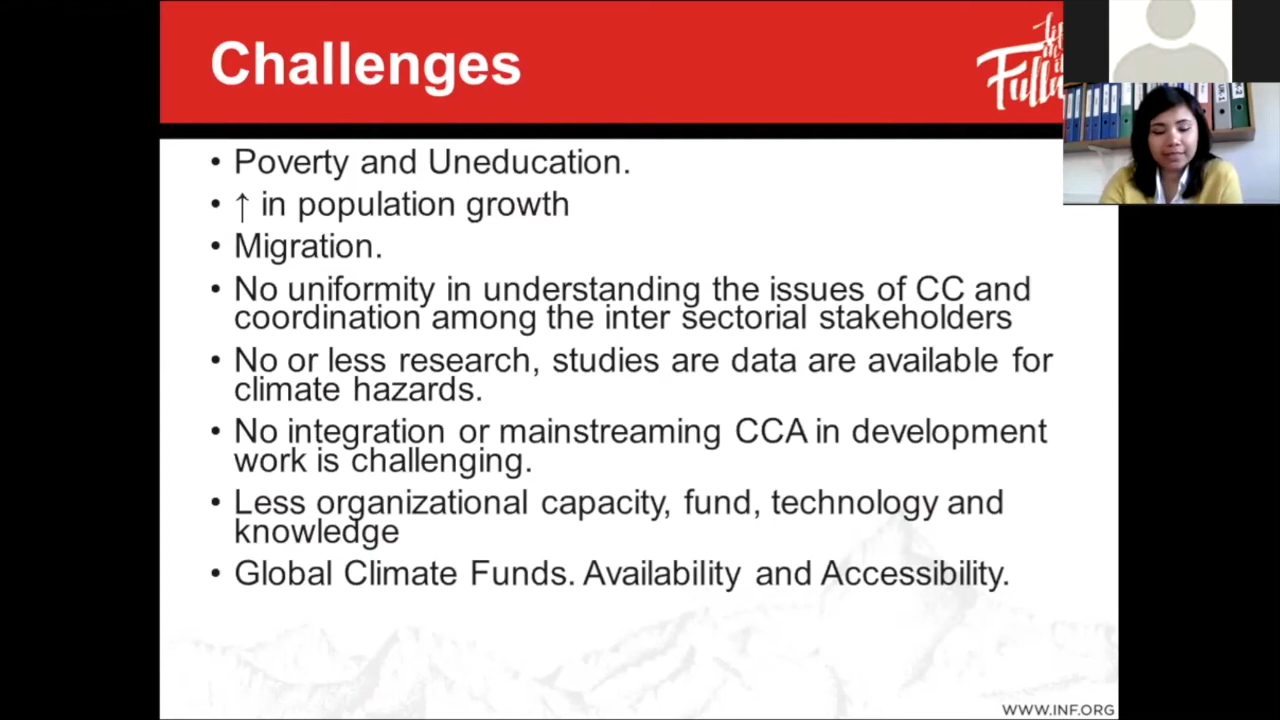 Challenges
• Poverty and Uneducation.
• ↑ in population growth
• Migration.
• No uniformity in understanding the issues of CC and
coordination among the inter sectorial stakeholders
• No or less research, studies are data are available for
climate hazards.
• No integration or mainstreaming CCA in development
work is challenging.
• Less organizational capacity, fund, technology and
knowledge
• Global Climate Funds. Availability and Accessibility.
WWW.INF.ORG